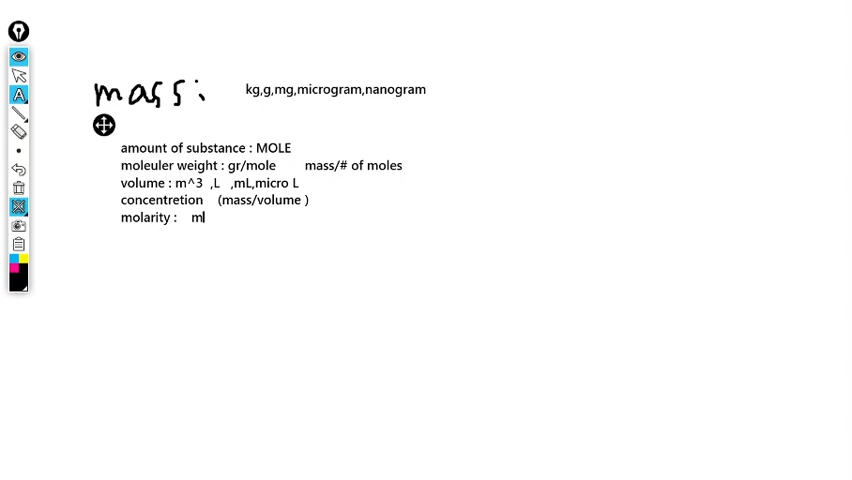 mass: kg,g,mg,microgram,nanogram
amount of substance : MOLE
moleuler weight : gr/mole mass/# of moles
volume : m^3 ,L ,mL,micro L
concentretion (mass/volume )
molarity : m